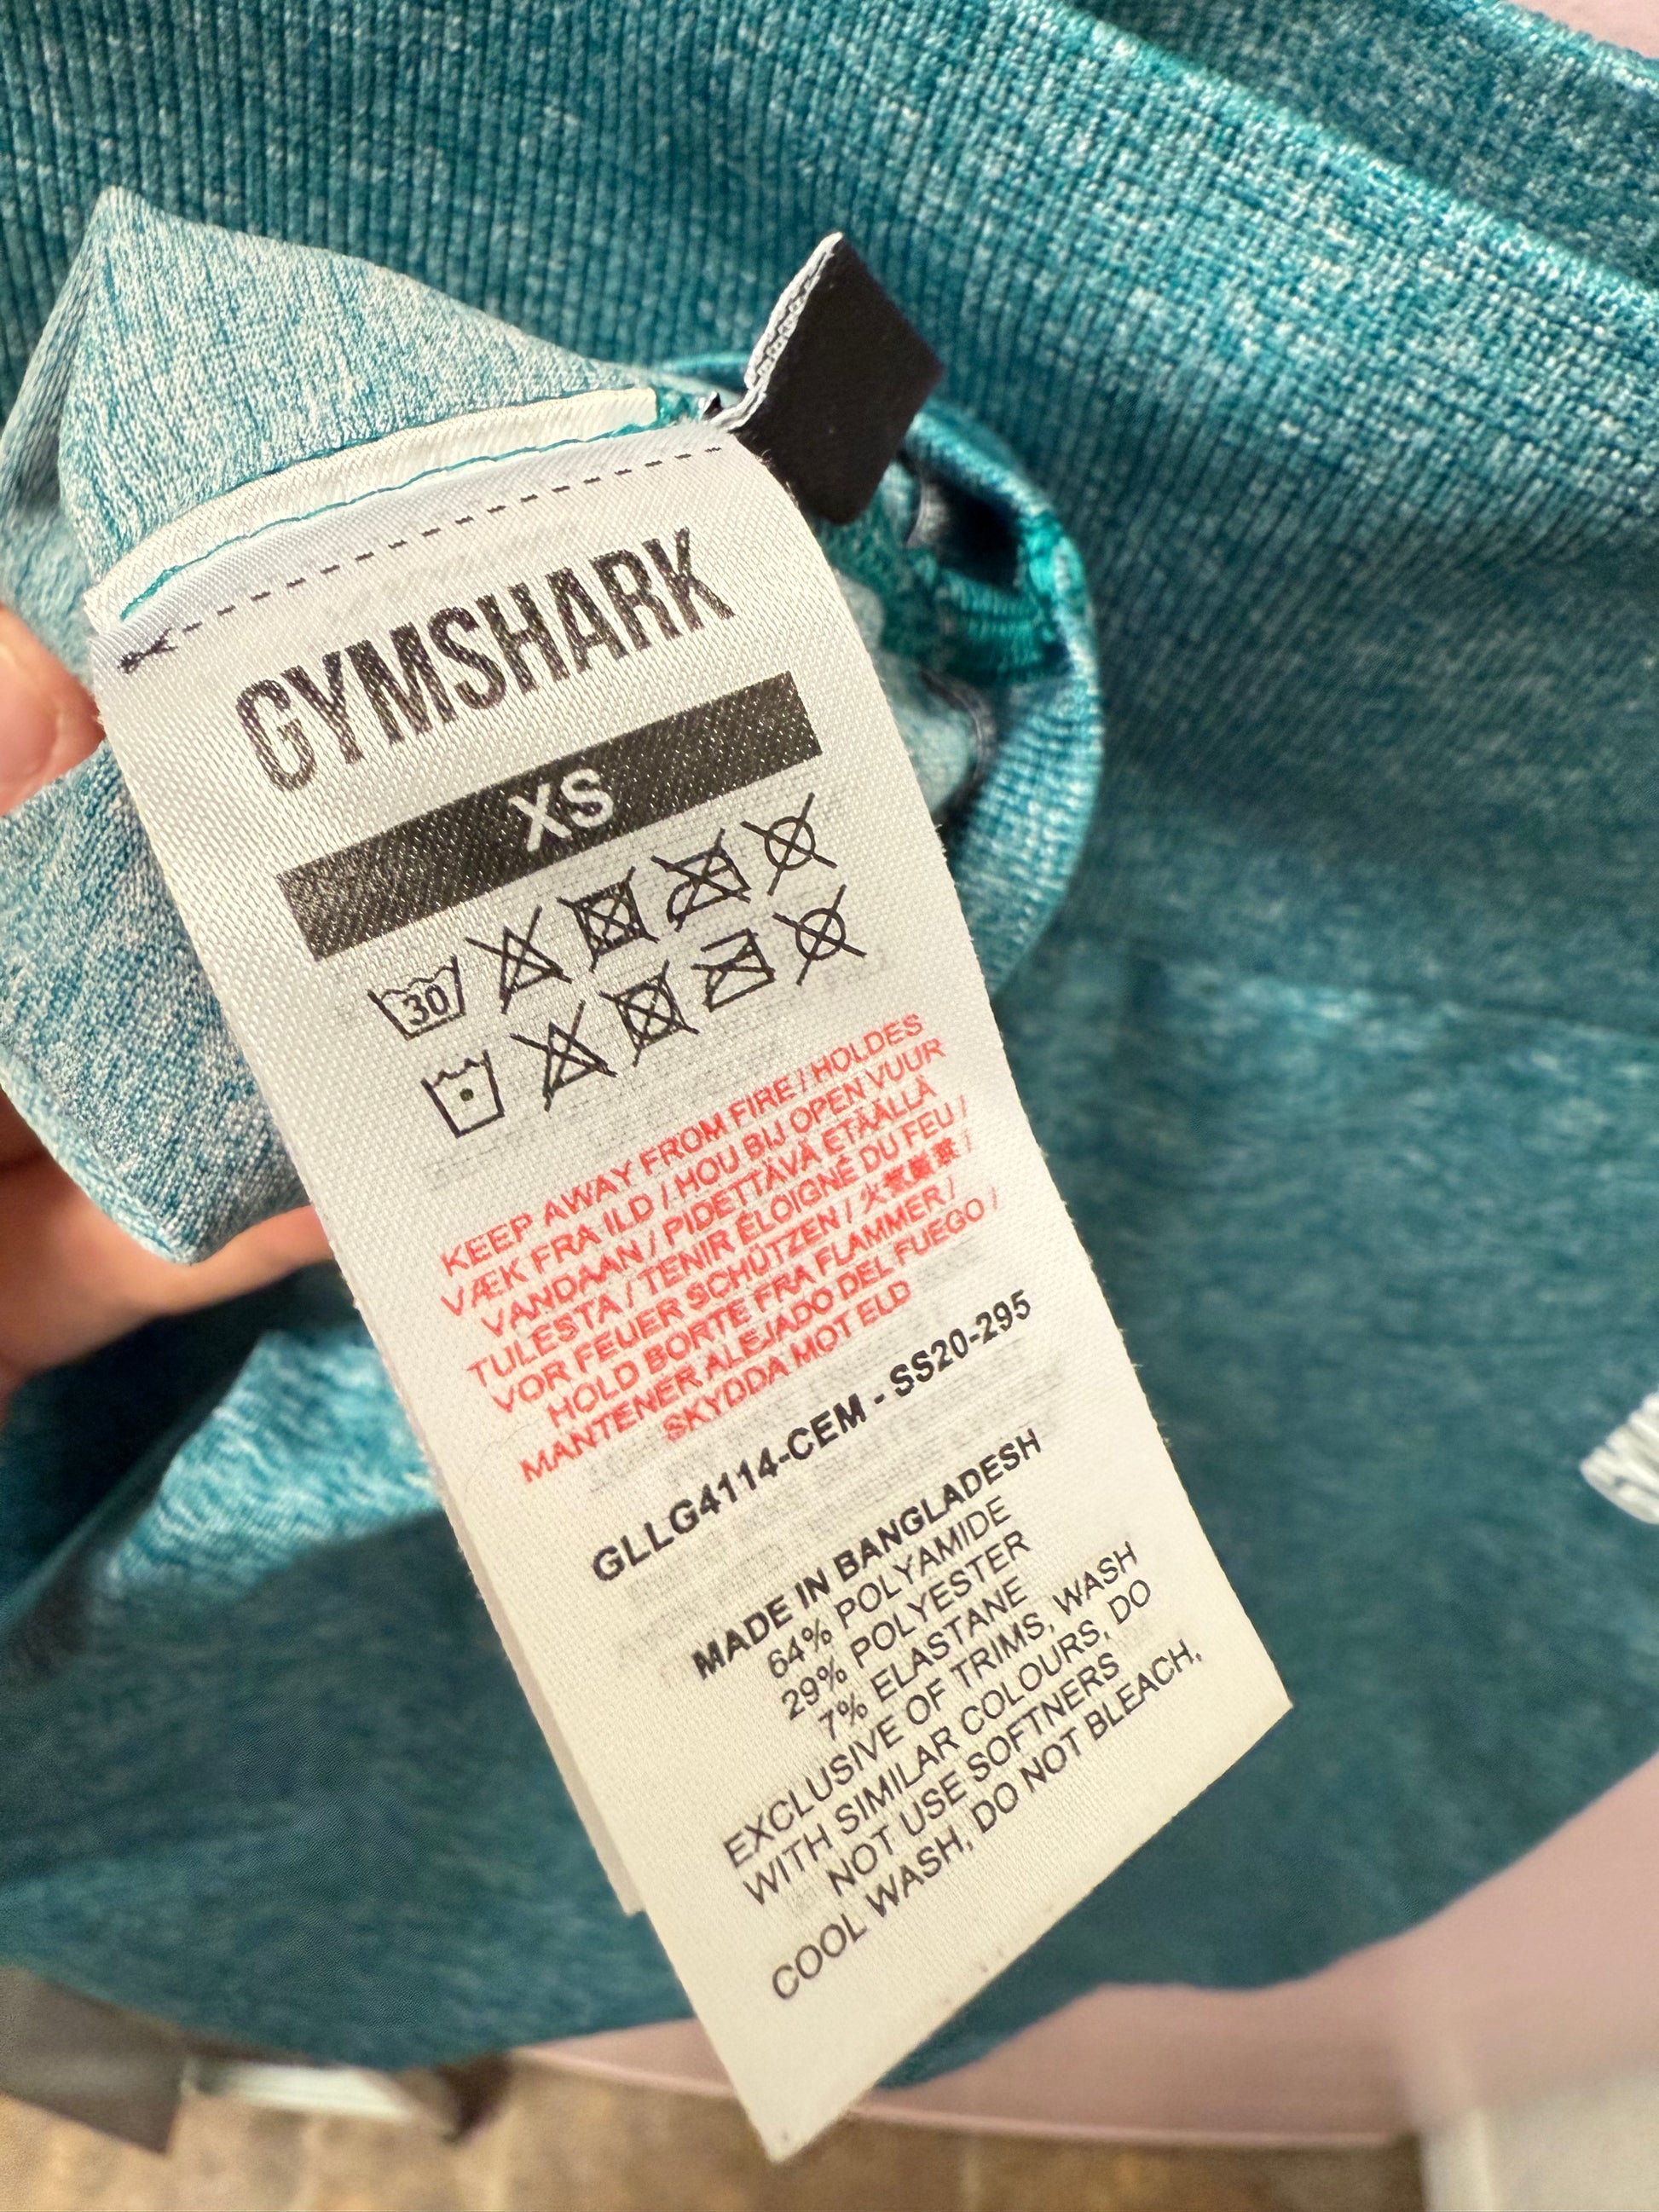 GYMSHARK
XS
30
KEEP AWAY FROM FIRE / HOLDES
VÆK FRA ILD / HOU BIJ OPEN VUUR
VANDAAN / PIDETTÄVÄ ETÄÄLLÄ
TULESTA / TENIR ÉLOIGNÉ DU FEU /
VOR FEUER SCHÜTZEN / 火気厳禁 /
HOLD BORTE FRA FLAMMER /
MANTENER ALEJADO DEL FUEGO /
SKYDDA MOT ELD
GLLG4114-CEM - SS20-295
MADE IN BANGLADESH
64% POLYAMIDE
29% POLYESTER
7% ELASTANE
EXCLUSIVE OF TRIMS, WASH
WITH SIMILAR COLOURS, DO
NOT USE SOFTNERS
COOL WASH, DO NOT BLEACH,